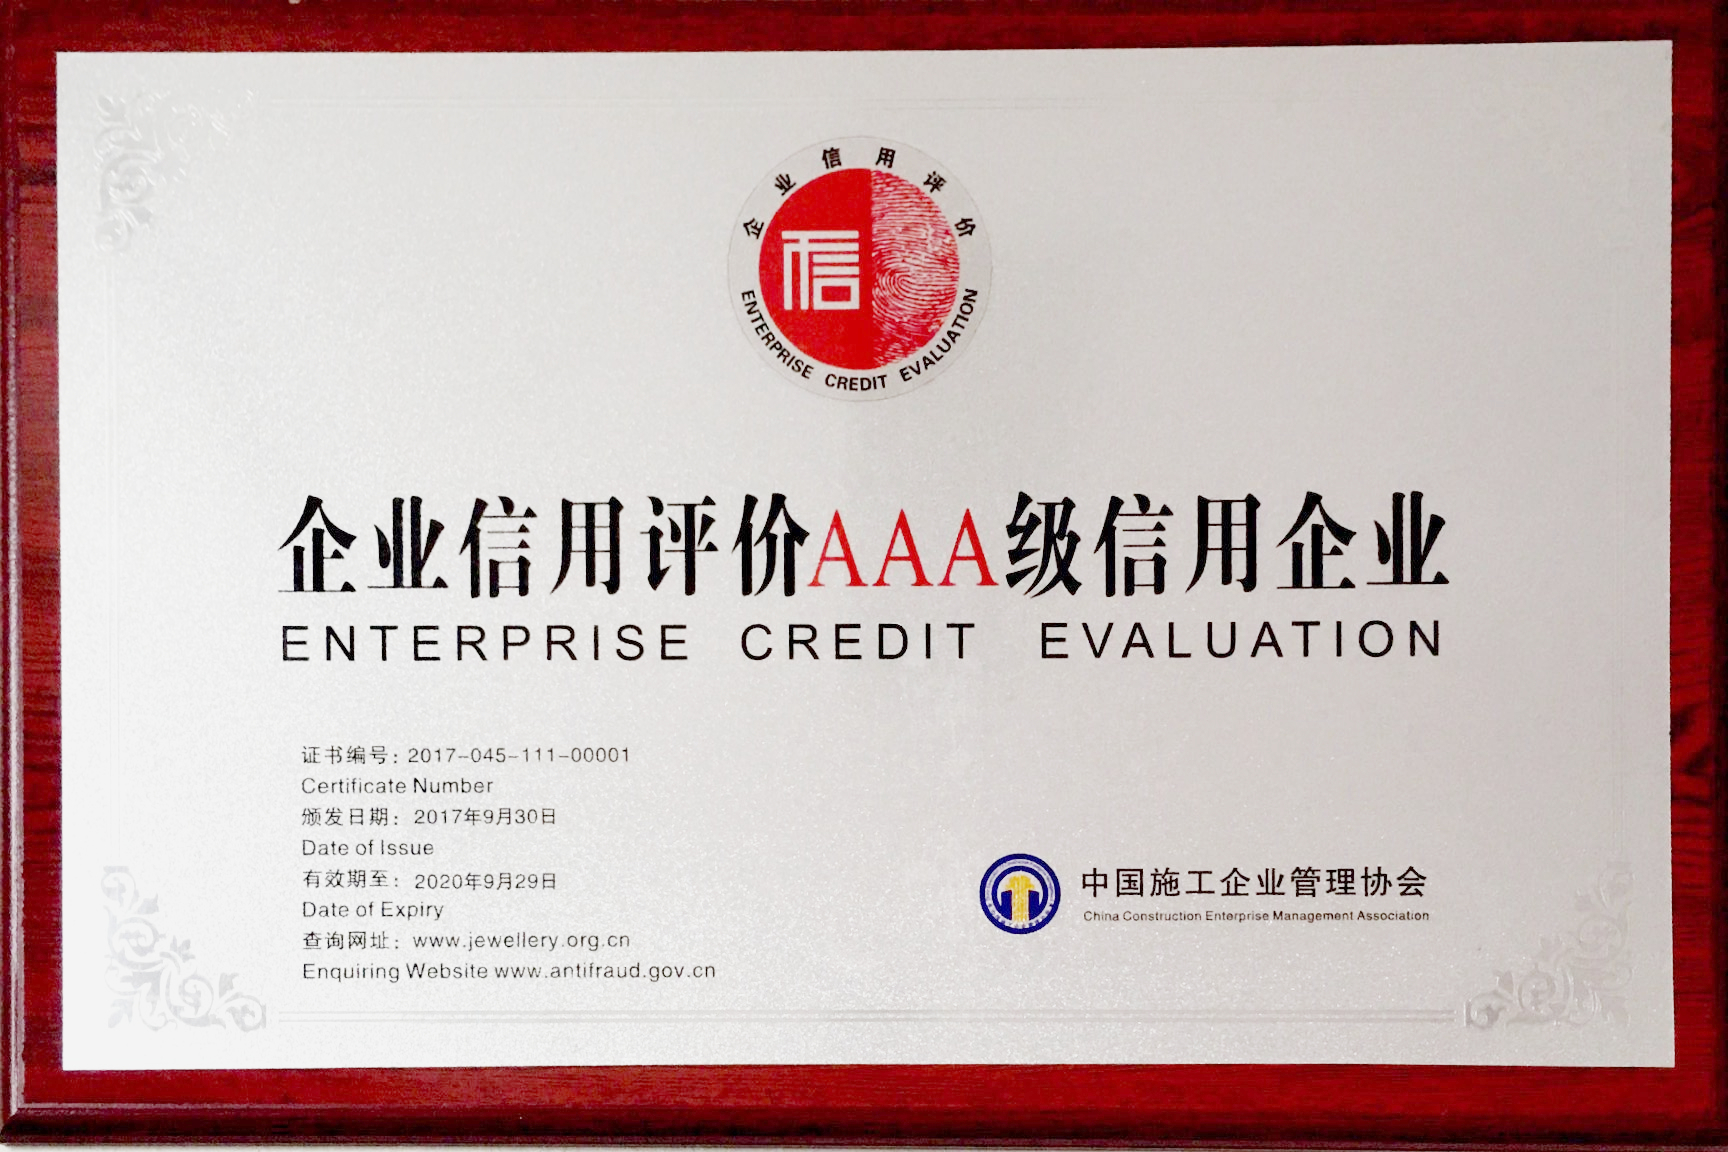 企业信用评价
信
ENTERPRISE CREDIT EVALUATION
企业信用评价AAA级信用企业
ENTERPRISE CREDIT EVALUATION
证书编号: 2017-045-111-00001
Certificate Number
颁发日期: 2017年9月30日
Date of Issue
有效期至: 2020年9月29日
Date of Expiry
查询网址: www.jewellery.org.cn
Enquiring Website www.antifraud.gov.cn
中国施工企业管理协会
China Construction Enterprise Management Association